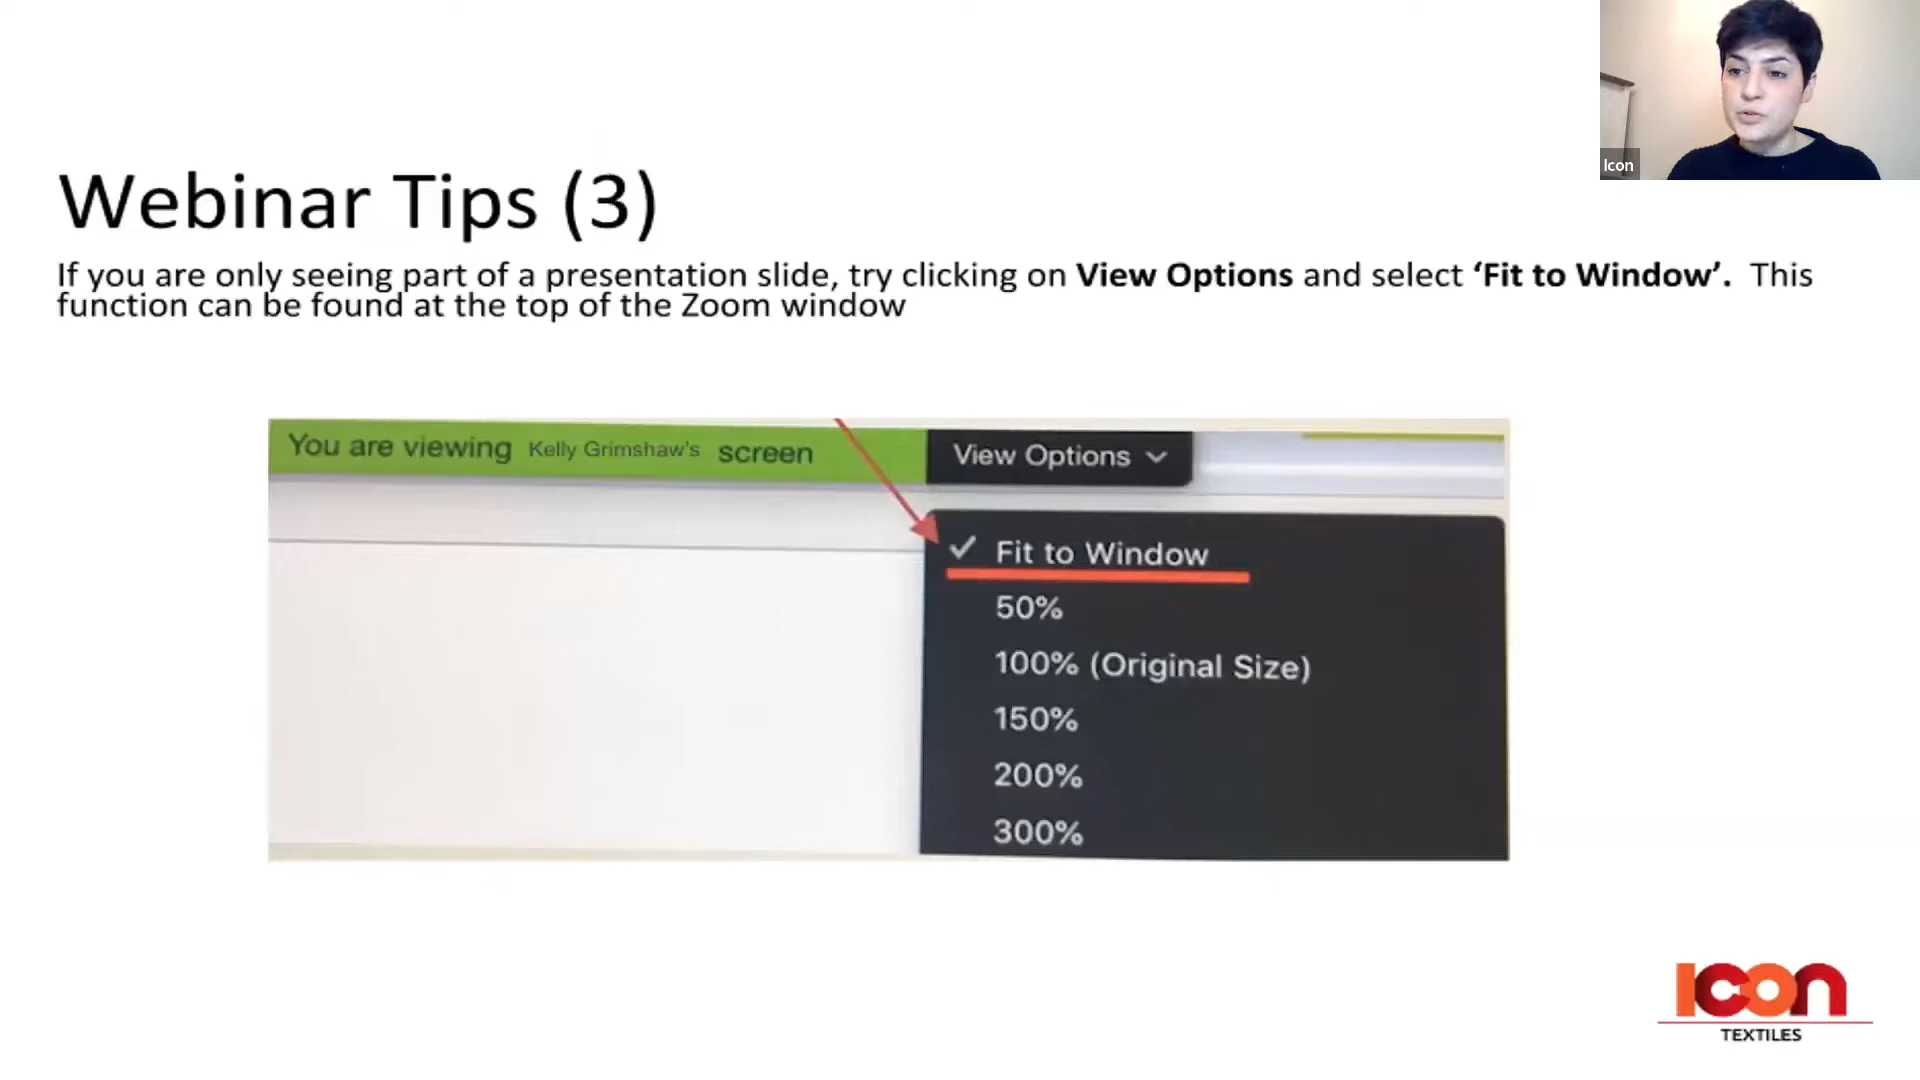 Icon
Webinar Tips (3)
If you are only seeing part of a presentation slide, try clicking on View Options and select ‘Fit to Window’. This
function can be found at the top of the Zoom window
You are viewing Kelly Grimshaw's screen
View Options
Fit to Window
50%
100% (Original Size)
150%
200%
300%
Icon
TEXTILES